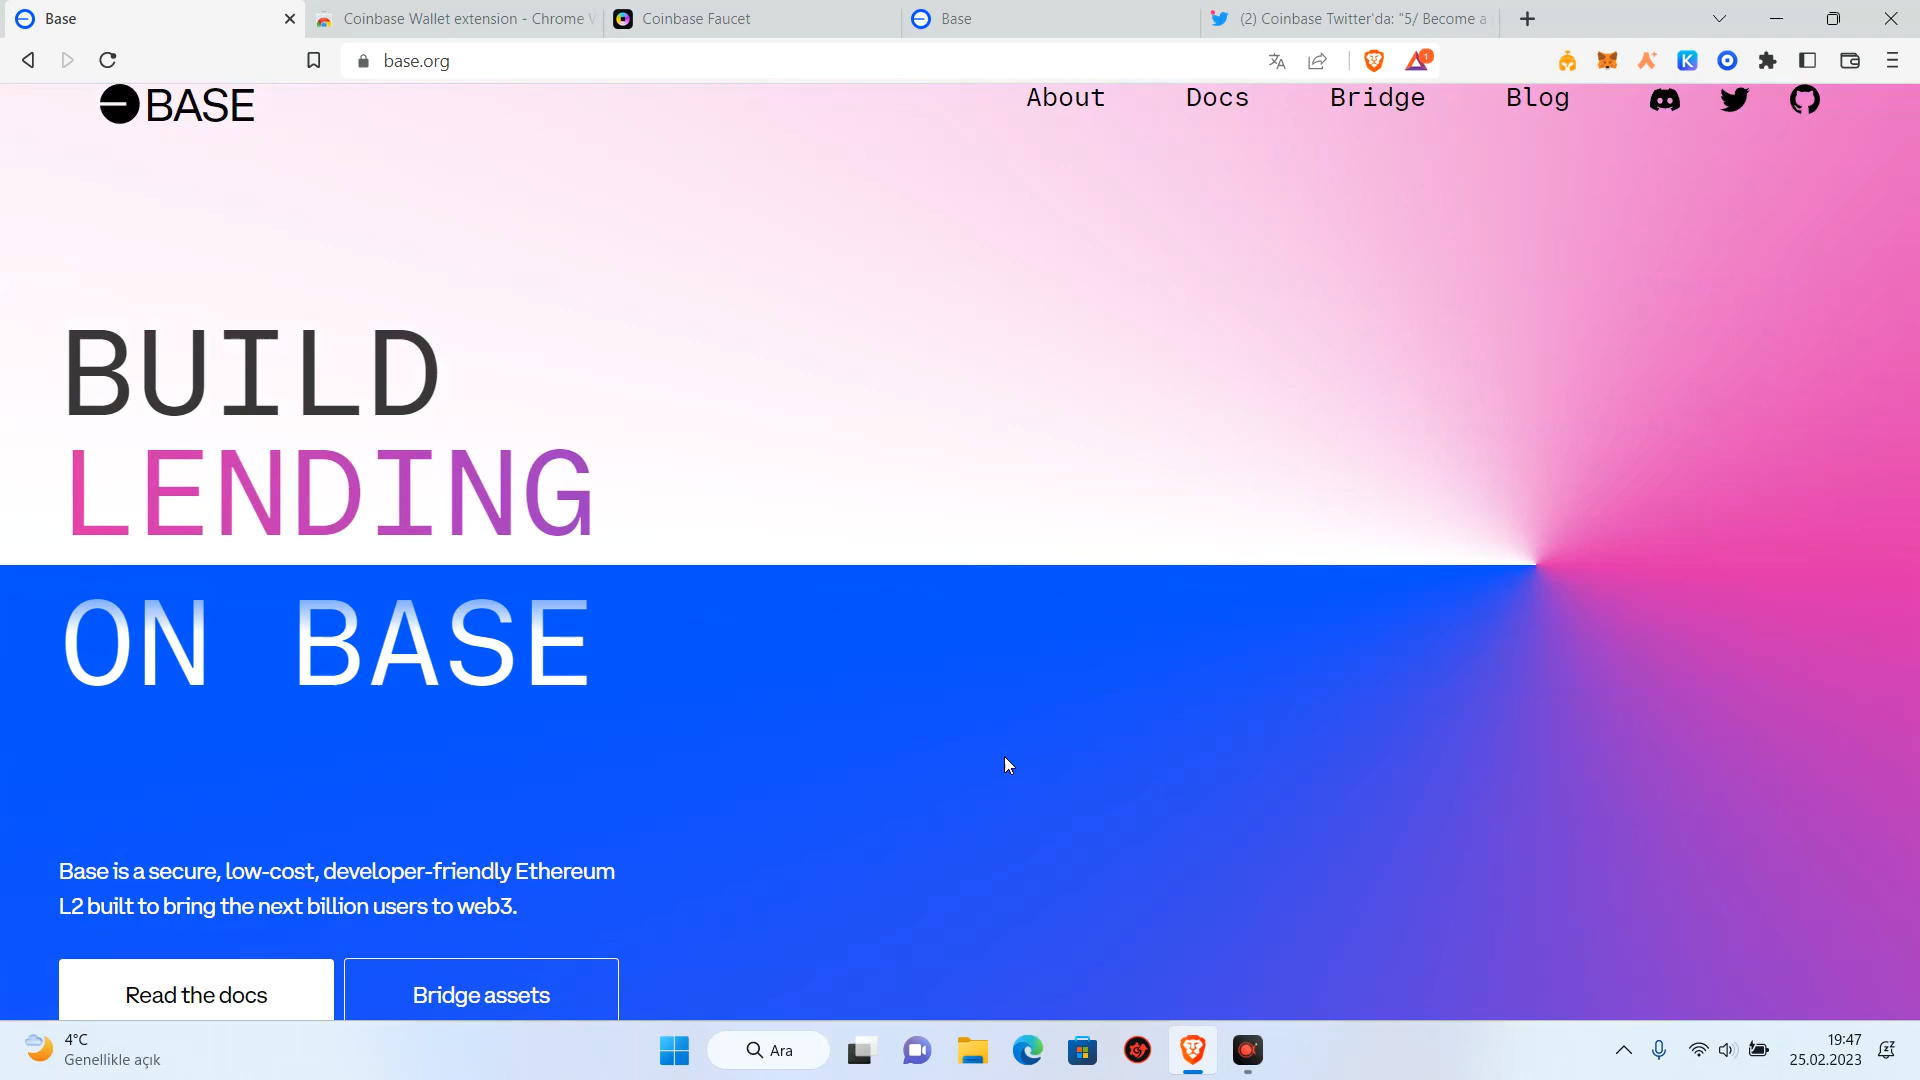 Base
Coinbase Wallet extension - Chrome W
Coinbase Faucet
Base
(2) Coinbase Twitter'da: "5/ Become a
base.org
1
K
BASE
About
Docs
Bridge
Blog
BUILD
LENDING
ON BASE
Base is a secure, low-cost, developer-friendly Ethereum
L2 built to bring the next billion users to web3.
Read the docs
Bridge assets
4°C
Genellikle açık
Ara
19:47
25.02.2023